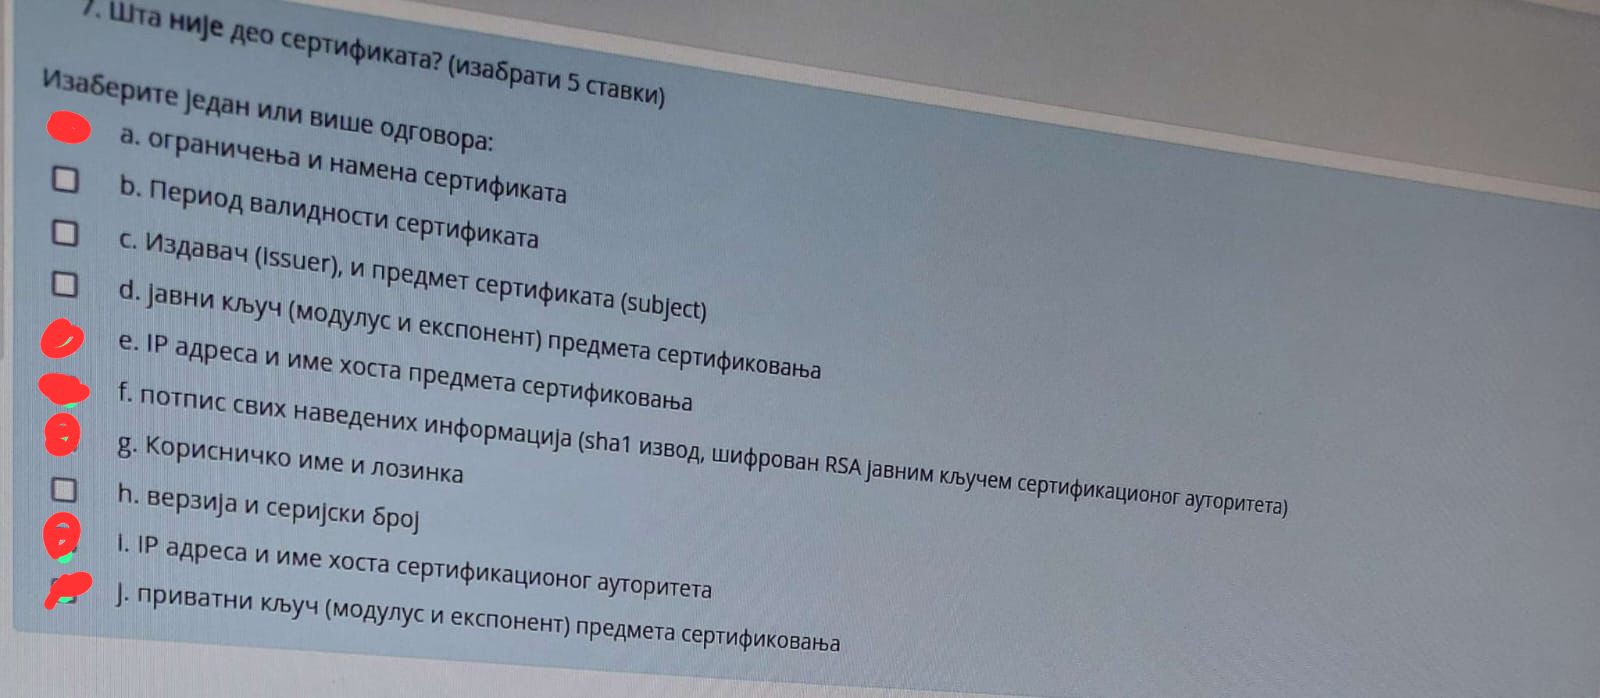 7. Шта није део сертификата? (изабрати 5 ставки)
Изаберите један или више одговора:
a. ограничења и намена сертификата
b. Период валидности сертификата
c. Издавач (issuer), и предмет сертификата (subject)
d. јавни кључ (модулус и експонент) предмета сертификовања
e. IP адреса и име хоста предмета сертификовања
f. потпис свих наведених информација (sha1 извод, шифрован RSA јавним кључем сертификационог ауторитета)
g. Корисничко име и лозинка
h. верзија и серијски број
i. IP адреса и име хоста сертификационог ауторитета
j. приватни кључ (модулус и експонент) предмета сертификовања